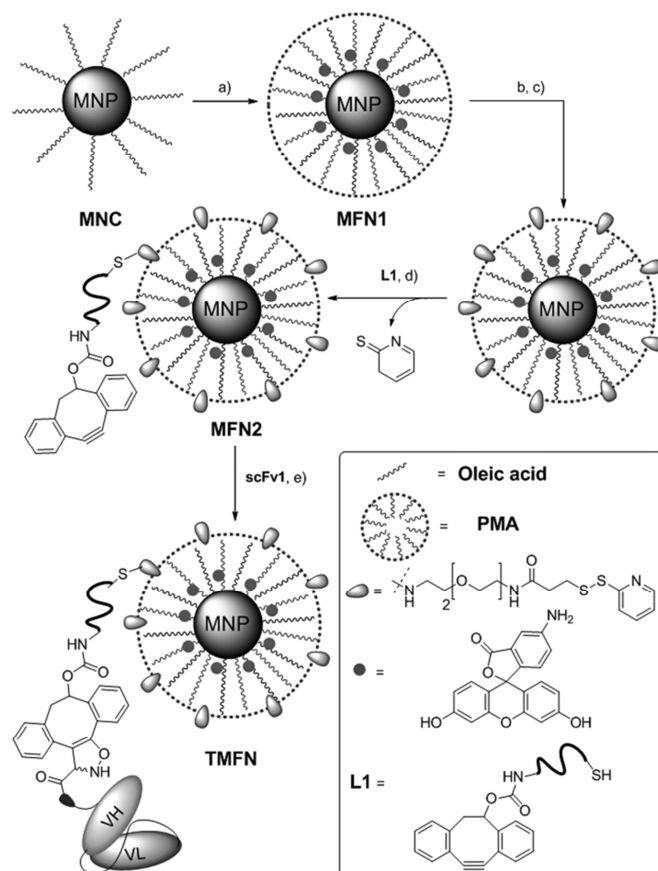 MNP
MNC
a)
MNP
MFN1
b, c)
MNP
S
HN
O
O
MFN2
L1, d)
S
N
MNP
scFv1, e)
S
HN
O
O
O
NH
O
VH
VL
MNP
TMFN
= Oleic acid
= PMA
= N
H
2
O
N
H
O
S
S
N
=
NH2
O
O
HO
O
OH
L1 =
HN
SH
O
O